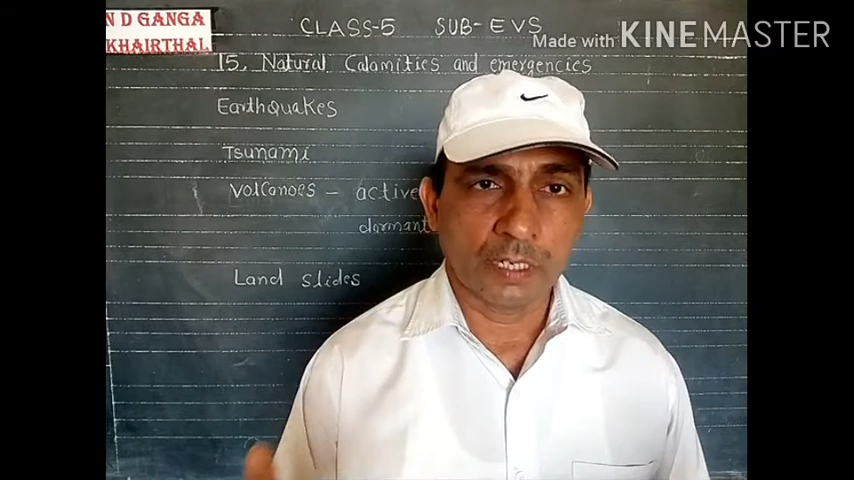 N D GANGA
KHAIRTHAL
CLASS-5 SUB-EVS
Made with KINEMASTER
15. Natural Calamities and emergencies
Earthquakes
Tsunami
Volcanoes - active
dormant
Land slides